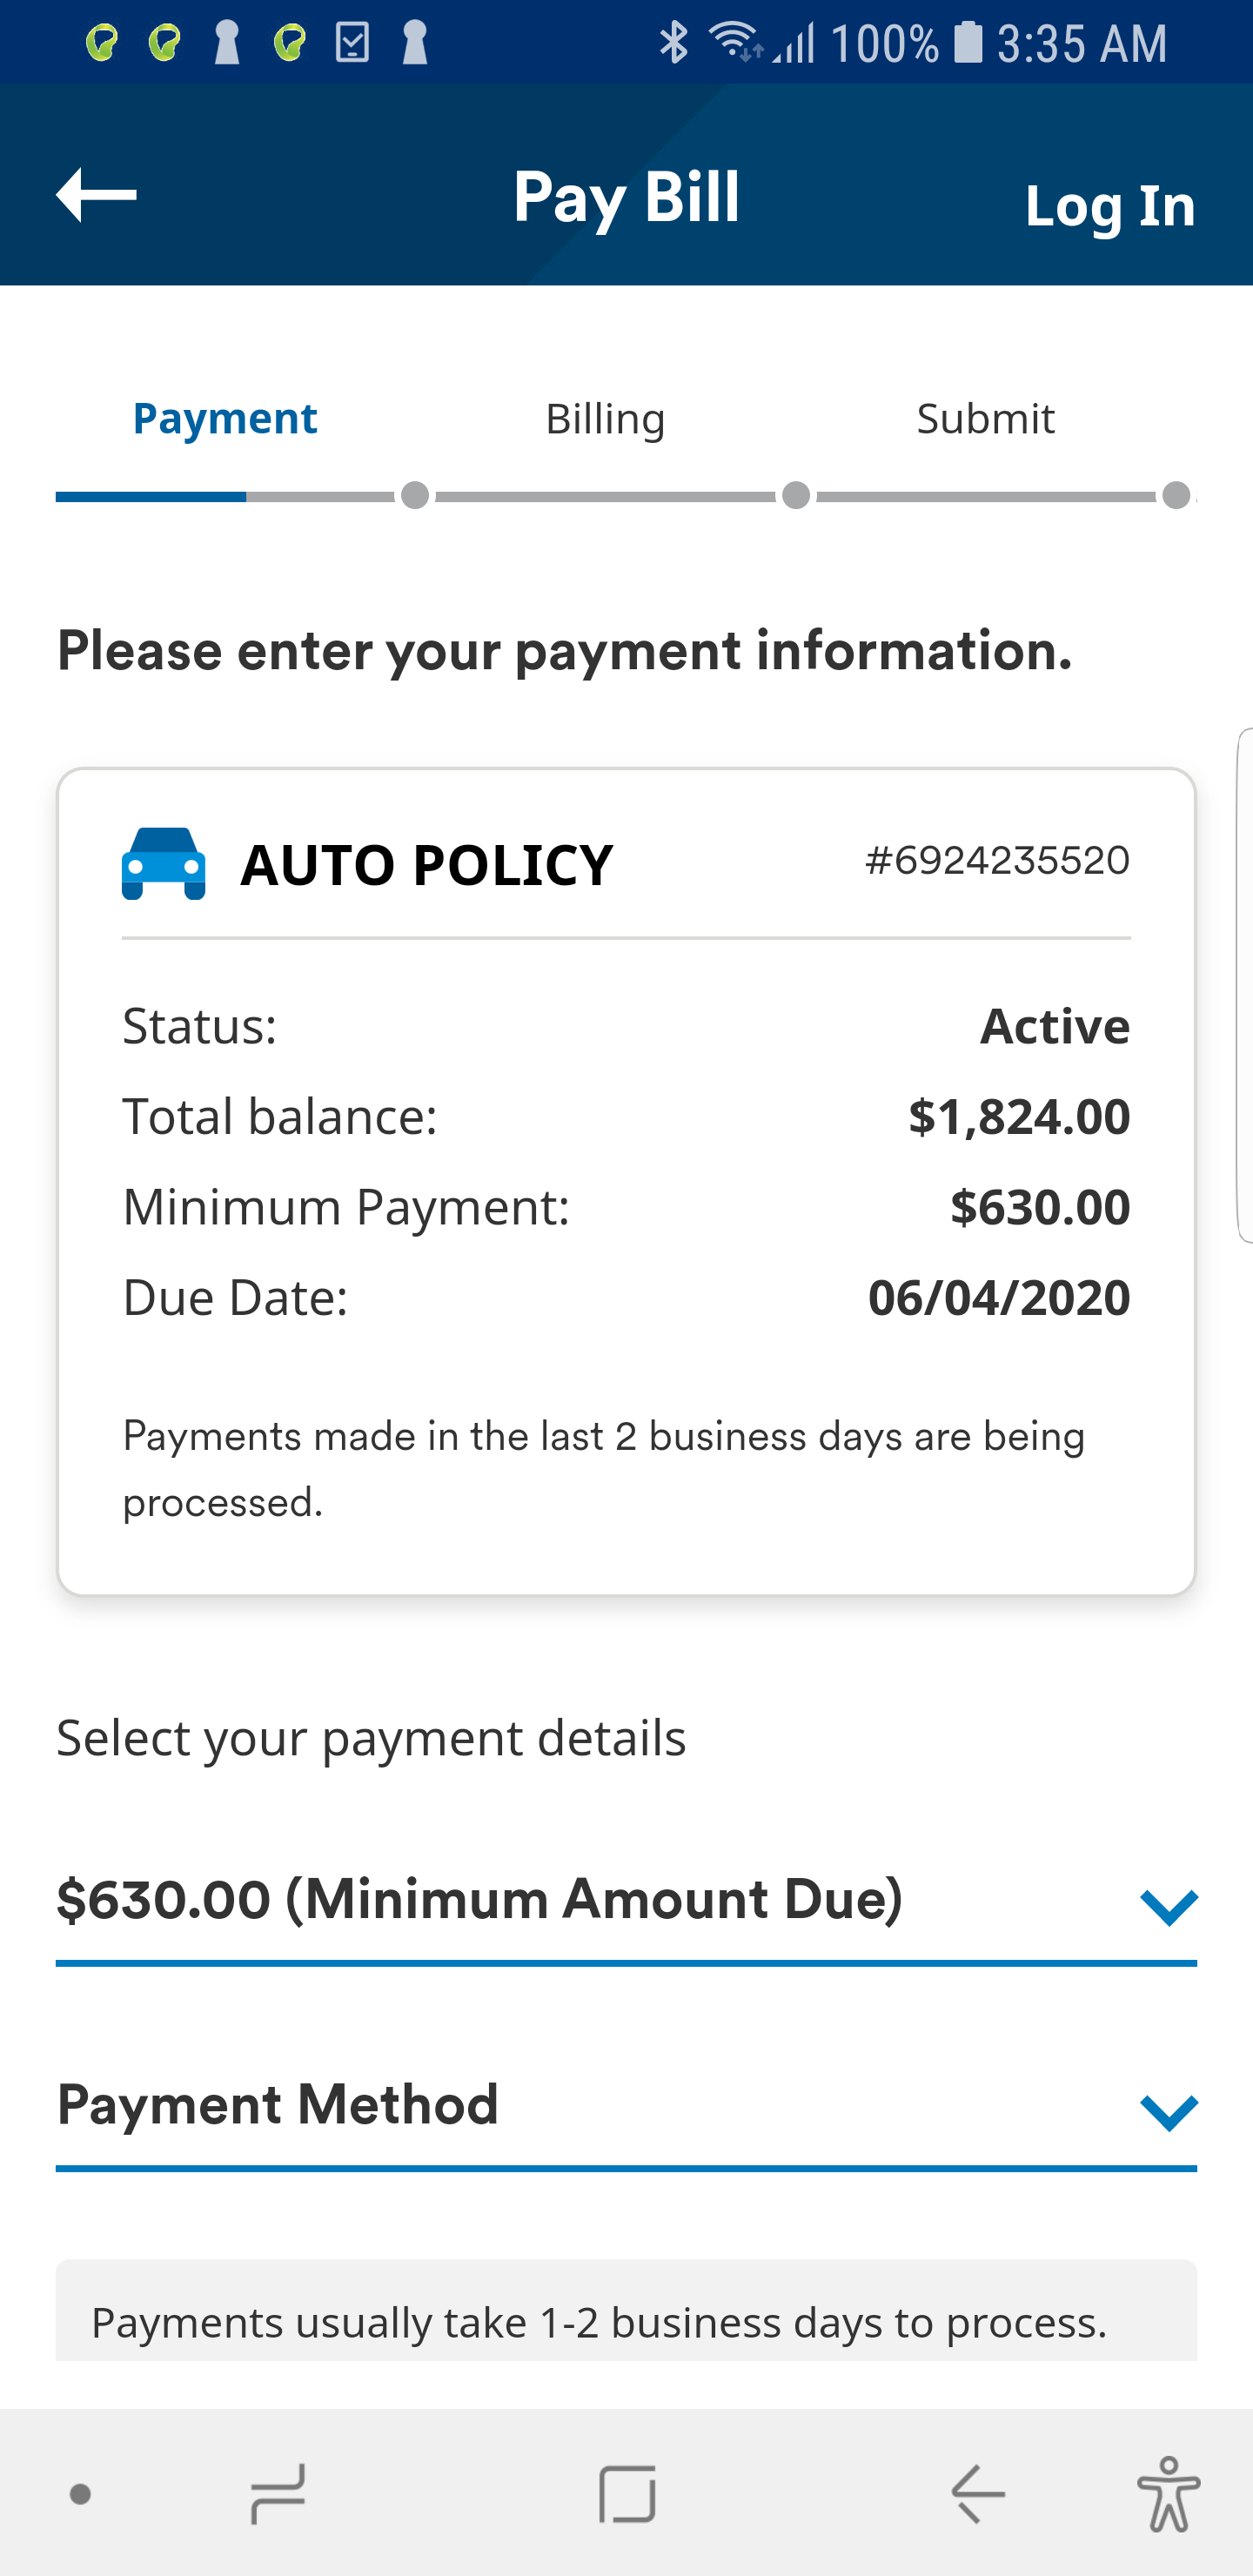 100% 3:35 AM
Pay Bill
Log In
Payment Billing Submit
Please enter your payment information.
AUTO POLICY #6924235520
Status: Active
Total balance: $1,824.00
Minimum Payment: $630.00
Due Date: 06/04/2020
Payments made in the last 2 business days are being
processed.
Select your payment details
$630.00 (Minimum Amount Due)
Payment Method
Payments usually take 1-2 business days to process.